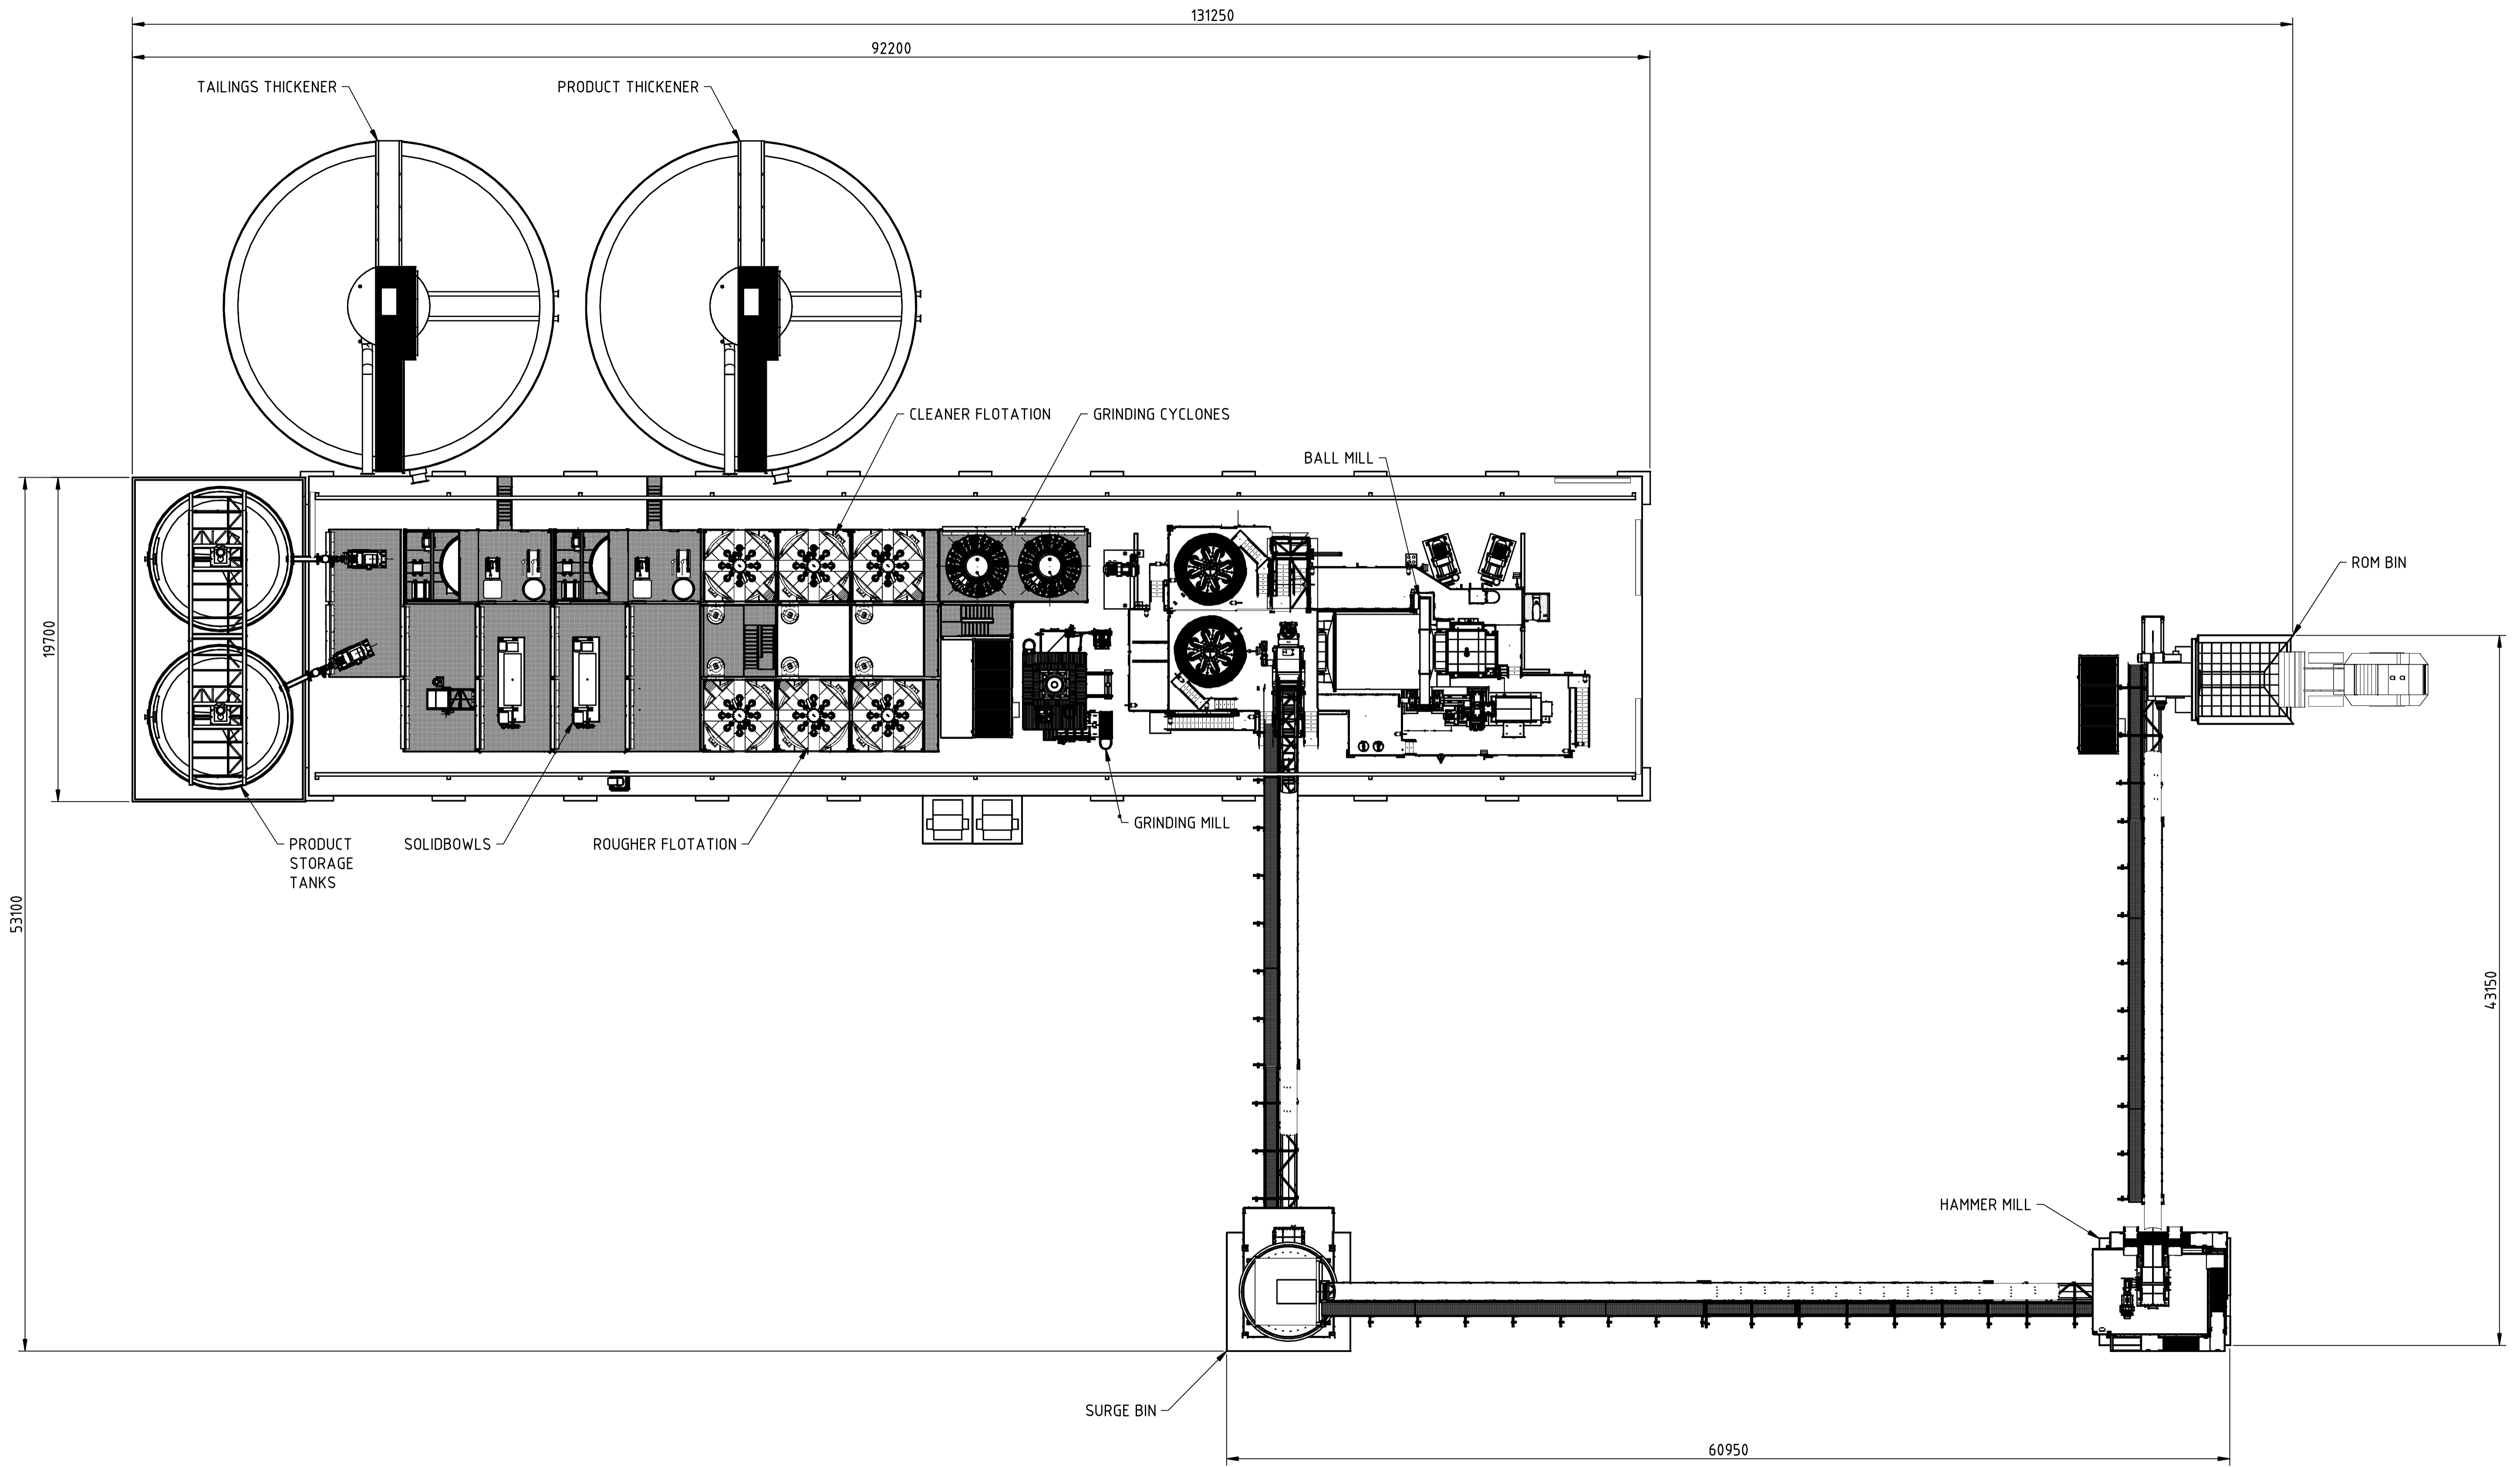 131250
92200
TAILINGS THICKENER
PRODUCT THICKENER
CLEANER FLOTATION
GRINDING CYCLONES
BALL MILL
ROM BIN
19700
53100
43150
PRODUCT
STORAGE
TANKS
SOLIDBOWLS
ROUGHER FLOTATION
GRINDING MILL
HAMMER MILL
SURGE BIN
60950